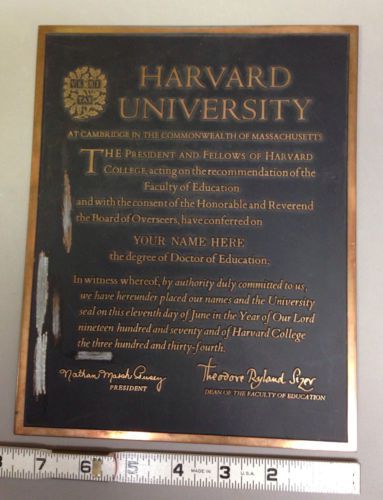 VE RI
TAS
HARVARD
UNIVERSITY
AT CAMBRIDGE IN THE COMMONWEALTH OF MASSACHUSETTS
THE PRESIDENT AND FELLOWS OF HARVARD
COLLEGE, acting on the recommendation of the
Faculty of Education
and with the consent of the Honorable and Reverend
the Board of Overseers, have conferred on
YOUR NAME HERE
the degree of Doctor of Education;
In witness whereof, by authority duly committed to us,
we have hereunder placed our names and the University
seal on this eleventh day of June in the Year of Our Lord
nineteen hundred and seventy and of Harvard College
the three hundred and thirty-fourth.
Nathan Marsh Pusey
PRESIDENT
Theodore Ryland Sizer
DEAN OF THE FACULTY OF EDUCATION
7 6 5 4 MADE IN 3 U.S.A. 2